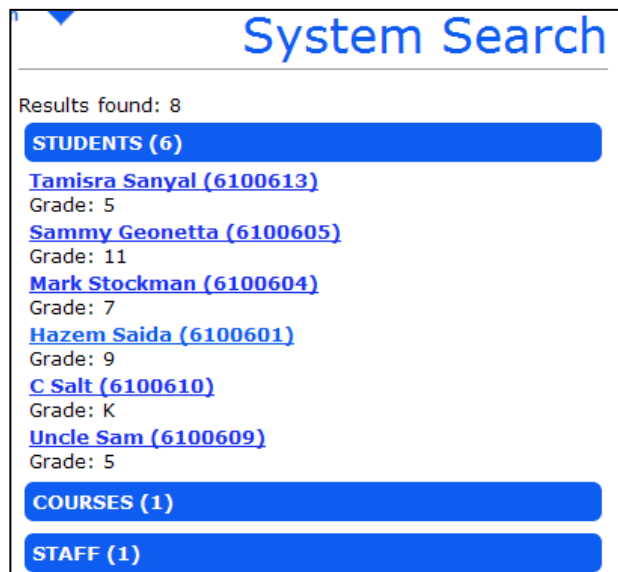 System Search
Results found: 8
STUDENTS (6)
Tamisra Sanyal (6100613)
Grade: 5
Sammy Geonetta (6100605)
Grade: 11
Mark Stockman (6100604)
Grade: 7
Hazem Saida (6100601)
Grade: 9
C Salt (6100610)
Grade: K
Uncle Sam (6100609)
Grade: 5
COURSES (1)
STAFF (1)